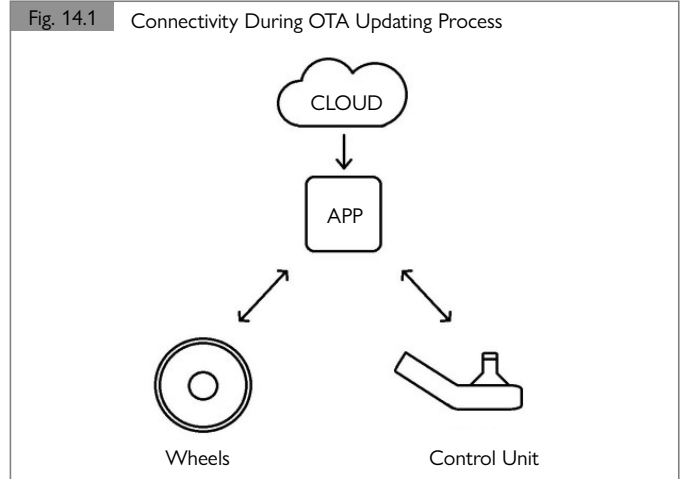 Fig. 14.1 Connectivity During OTA Updating Process
CLOUD
APP
Wheels Control Unit